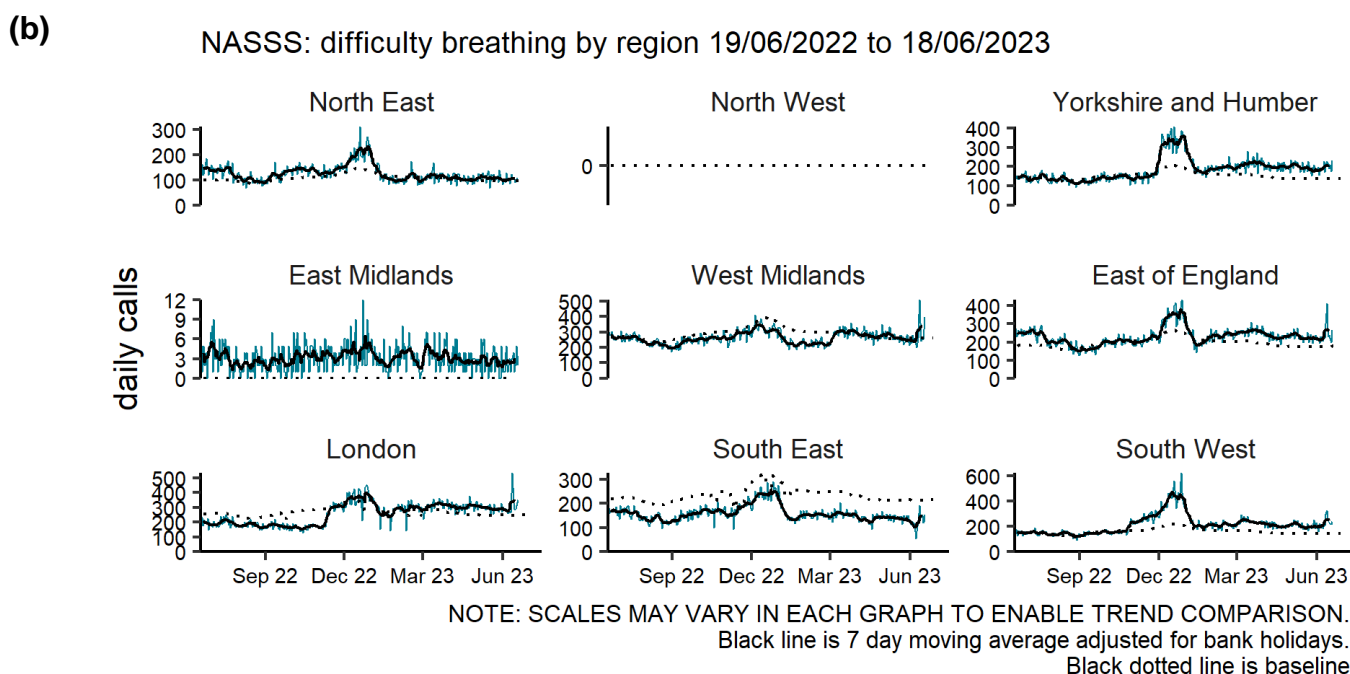 (b)
NASSS: difficulty breathing by region 19/06/2022 to 18/06/2023
daily calls
North East
300
200
100
0
North West
0
Yorkshire and Humber
400
300
200
100
0
East Midlands
12
9
6
3
0
West Midlands
500
400
300
200
100
0
East of England
400
300
200
100
0
London
500
400
300
200
100
0
Sep 22 Dec 22 Mar 23 Jun 23
South East
300
200
100
0
Sep 22 Dec 22 Mar 23 Jun 23
South West
600
400
200
0
Sep 22 Dec 22 Mar 23 Jun 23
NOTE: SCALES MAY VARY IN EACH GRAPH TO ENABLE TREND COMPARISON.
Black line is 7 day moving average adjusted for bank holidays.
Black dotted line is baseline